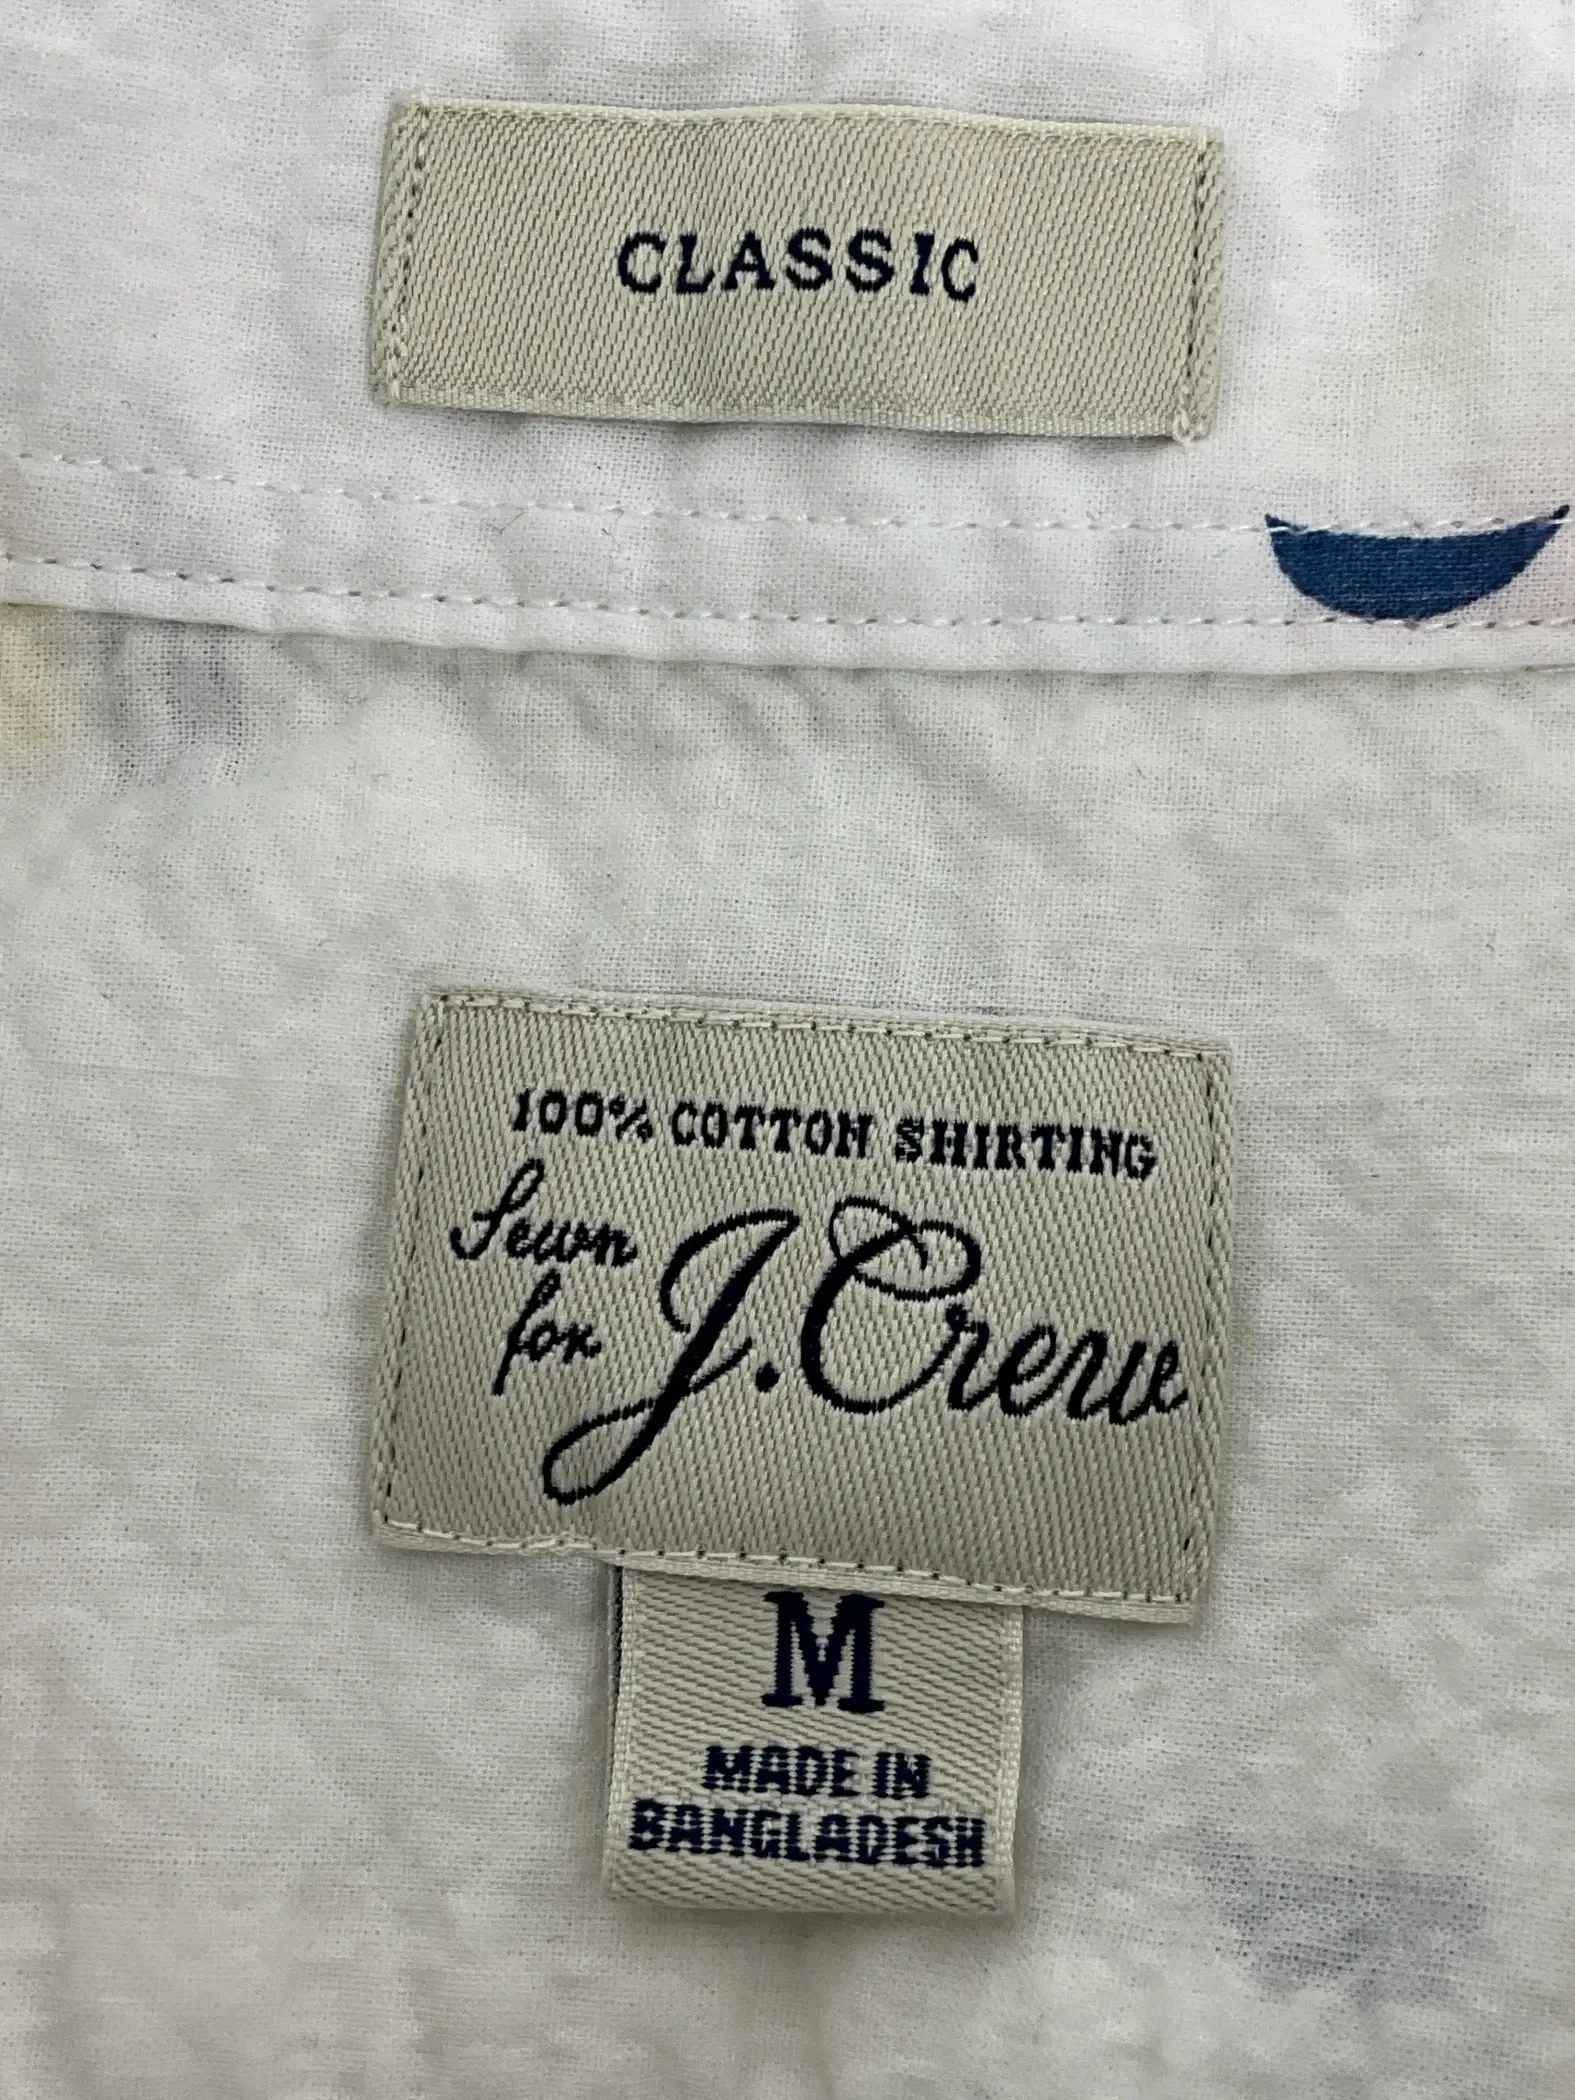 CLASSIC
100% COTTON SHIRTING
Sewn
for J.Crew
M
MADE IN
BANGLADESH